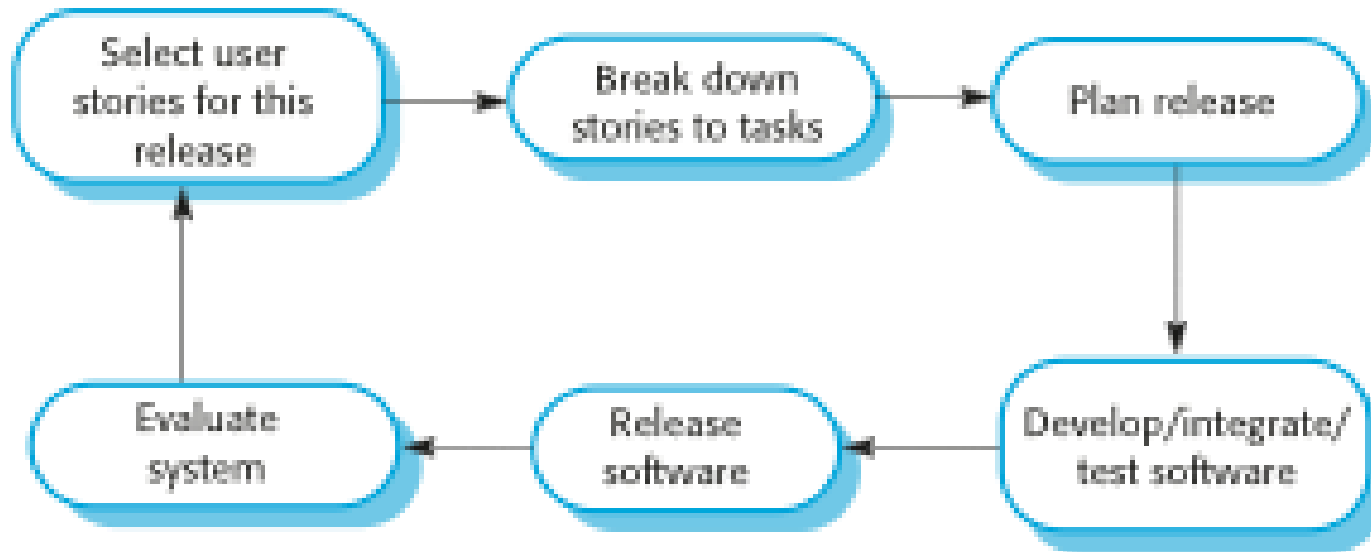 Select user
stories for this
release
Break down
stories to tasks
Plan release
Develop/integrate/
test software
Release
software
Evaluate
system